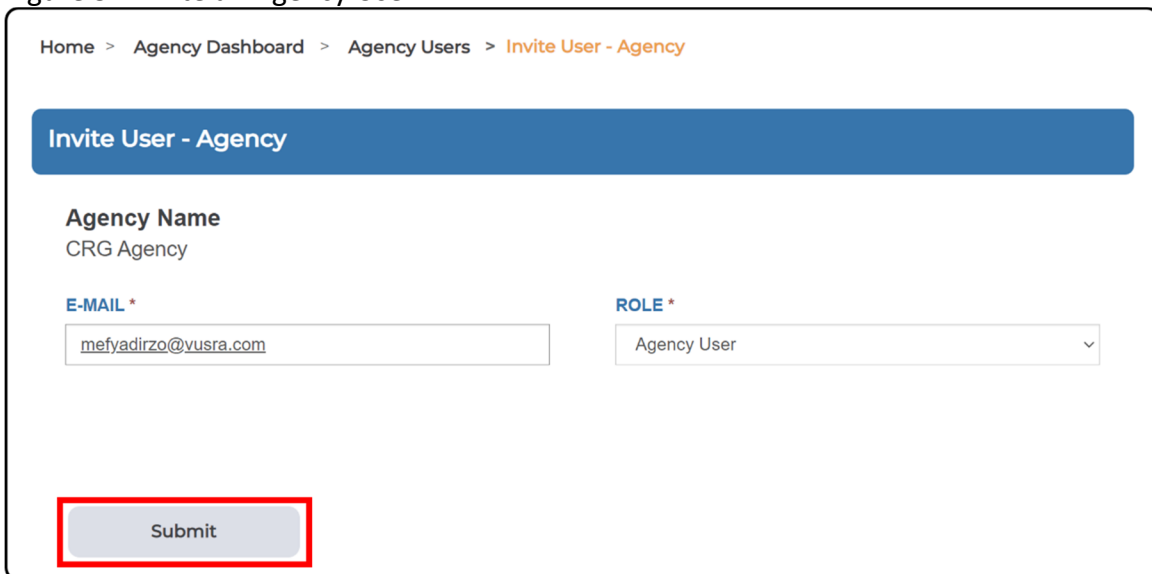 Home > Agency Dashboard > Agency Users > Invite User - Agency
Invite User - Agency
Agency Name
CRG Agency
E-MAIL * ROLE *
mefyadirzo@vusra.com Agency User
Submit